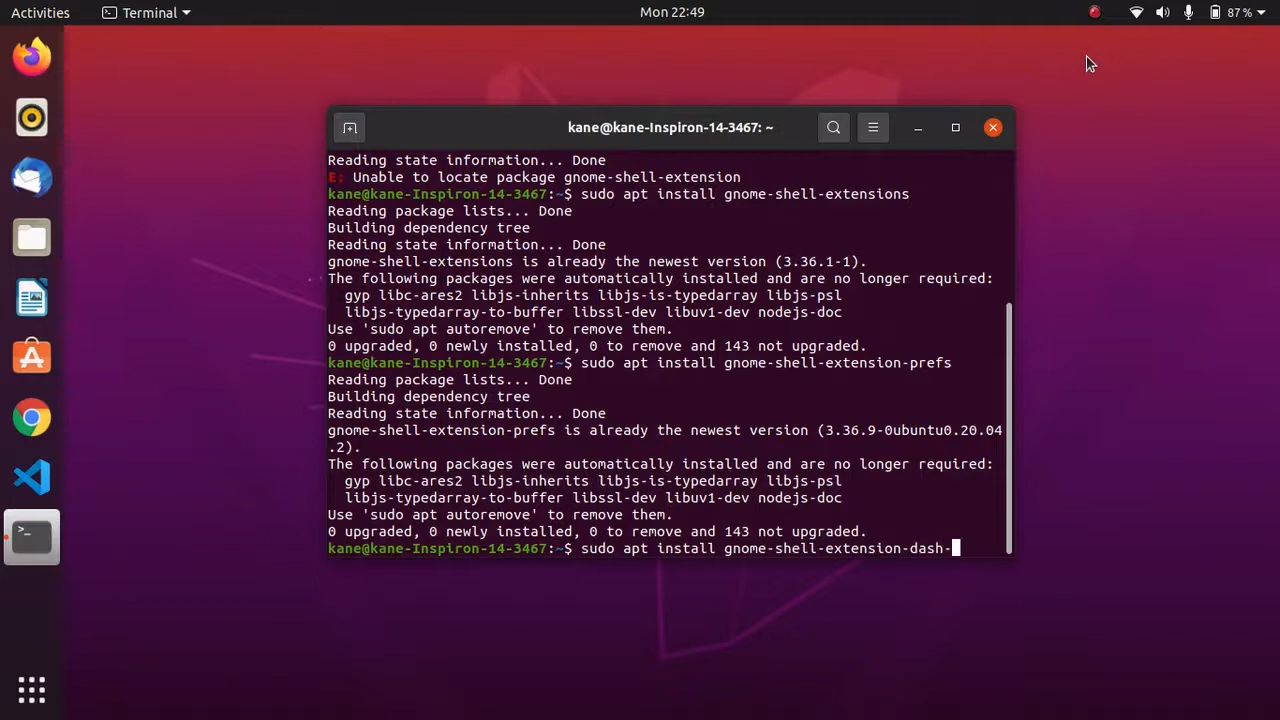 Activities Terminal Mon 22:49 87%
kane@kane-Inspiron-14-3467: ~
Reading state information... Done
E: Unable to locate package gnome-shell-extension
kane@kane-Inspiron-14-3467:~$ sudo apt install gnome-shell-extensions
Reading package lists... Done
Building dependency tree
Reading state information... Done
gnome-shell-extensions is already the newest version (3.36.1-1).
The following packages were automatically installed and are no longer required:
gyp libc-ares2 libjs-inherits libjs-is-typedarray libjs-psl
libjs-typedarray-to-buffer libssl-dev libuv1-dev nodejs-doc
Use 'sudo apt autoremove' to remove them.
0 upgraded, 0 newly installed, 0 to remove and 143 not upgraded.
kane@kane-Inspiron-14-3467:~$ sudo apt install gnome-shell-extension-prefs
Reading package lists... Done
Building dependency tree
Reading state information... Done
gnome-shell-extension-prefs is already the newest version (3.36.9-0ubuntu0.20.04
.2).
The following packages were automatically installed and are no longer required:
gyp libc-ares2 libjs-inherits libjs-is-typedarray libjs-psl
libjs-typedarray-to-buffer libssl-dev libuv1-dev nodejs-doc
Use 'sudo apt autoremove' to remove them.
0 upgraded, 0 newly installed, 0 to remove and 143 not upgraded.
kane@kane-Inspiron-14-3467:~$ sudo apt install gnome-shell-extension-dash-